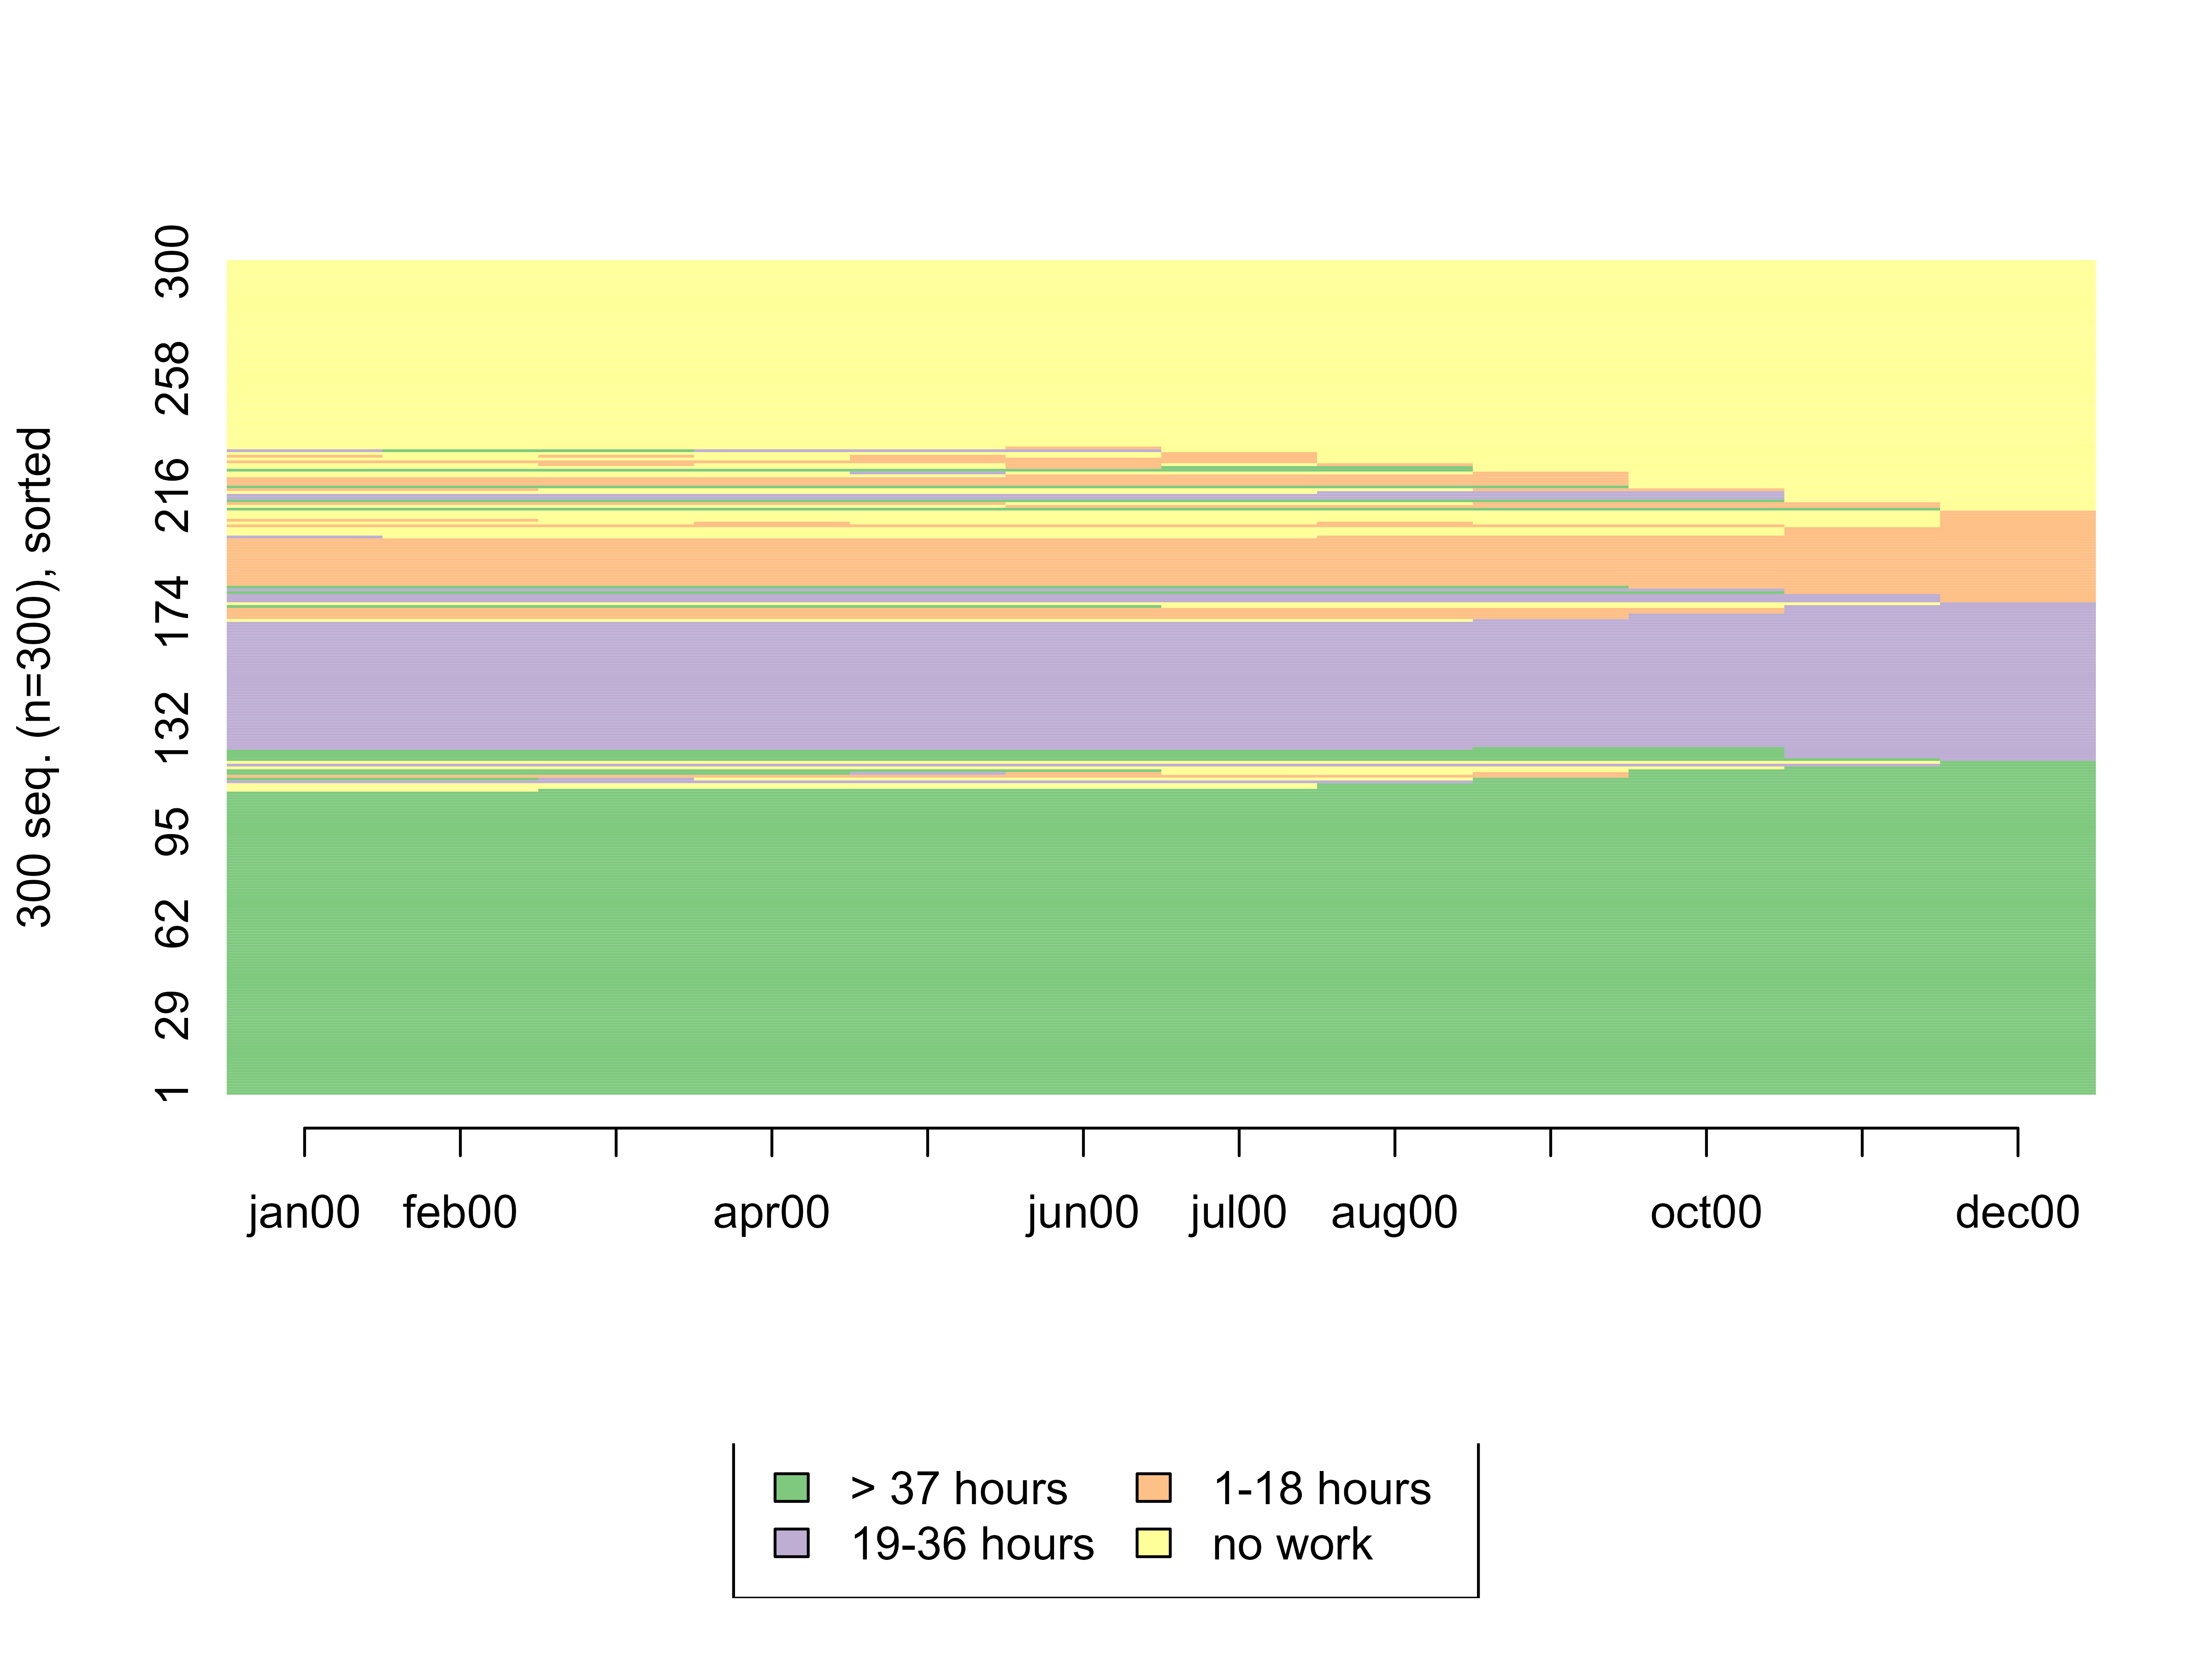 300 seq. (n=300), sorted
300
258
216
174
132
95
62
29
1
jan00 feb00 apr00 jun00 jul00 aug00 oct00 dec00
> 37 hours 1-18 hours
19-36 hours no work